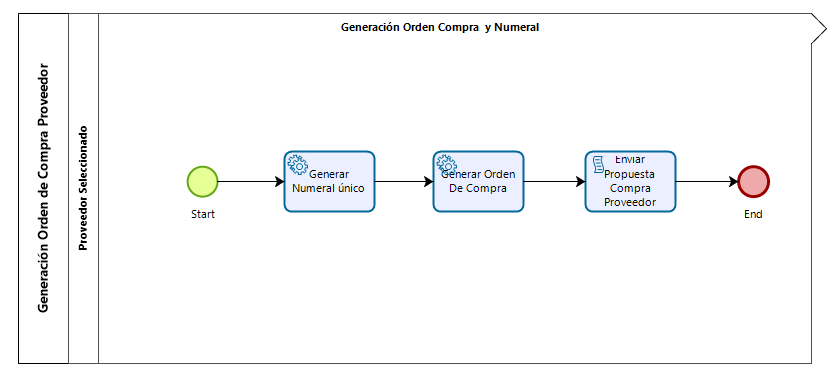 Generación Orden Compra y Numeral
Generación Orden de Compra Proveedor
Proveedor Seleccionado
Start
Generar
Numeral único
Generar Orden
De Compra
Enviar
Propuesta
Compra
Proveedor
End